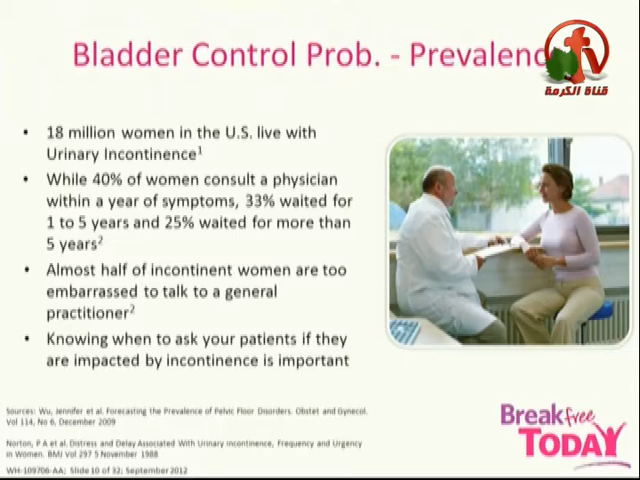 Bladder Control Prob. - Prevalenc
tv
قناة الكرمة
• 18 million women in the U.S. live with
Urinary Incontinence1
• While 40% of women consult a physician
within a year of symptoms, 33% waited for
1 to 5 years and 25% waited for more than
5 years2
• Almost half of incontinent women are too
embarrassed to talk to a general
practitioner2
• Knowing when to ask your patients if they
are impacted by incontinence is important
Sources: Wu, Jennifer et al. Forecasting the Prevalence of Pelvic Floor Disorders. Obstet and Gynecol.
Vol 114, No 6, December 2009
Norton, P A et al. Distress and Delay Associated With Urinary Incontinence, Frequency and Urgency
in Women. BMJ Vol 297 5 November 1988
WH-109706-AA; Slide 10 of 32; September 2012
Break free
TODAY